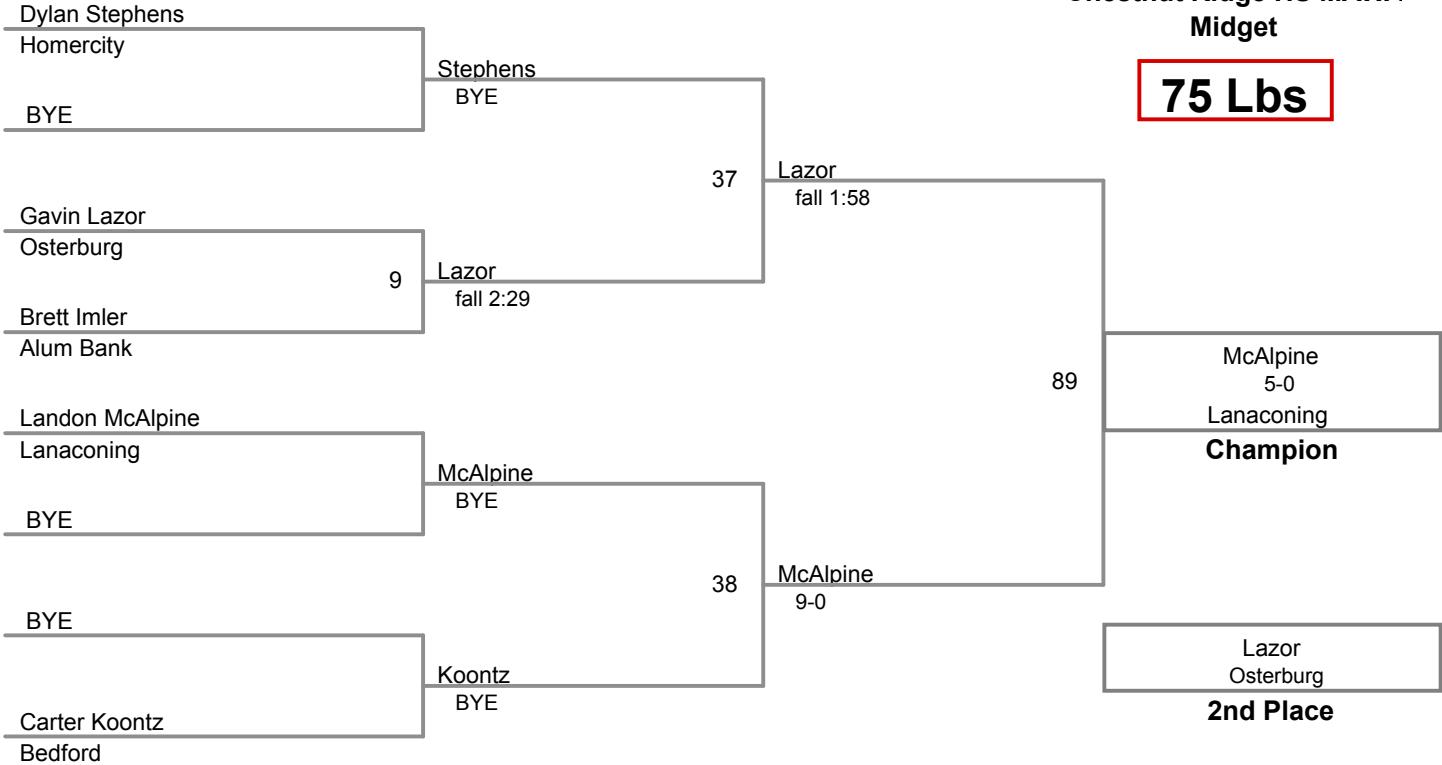 Midget
75 Lbs
Dylan Stephens
Homercity
BYE
Stephens
BYE
Gavin Lazor
Osterburg
9
Brett Imler
Alum Bank
Lazor
fall 2:29
37
Lazor
fall 1:58
Landon McAlpine
Lanaconing
BYE
McAlpine
BYE
BYE
Carter Koontz
Bedford
Koontz
BYE
38
McAlpine
9-0
89
McAlpine
5-0
Lanaconing
Champion
Lazor
Osterburg
2nd Place